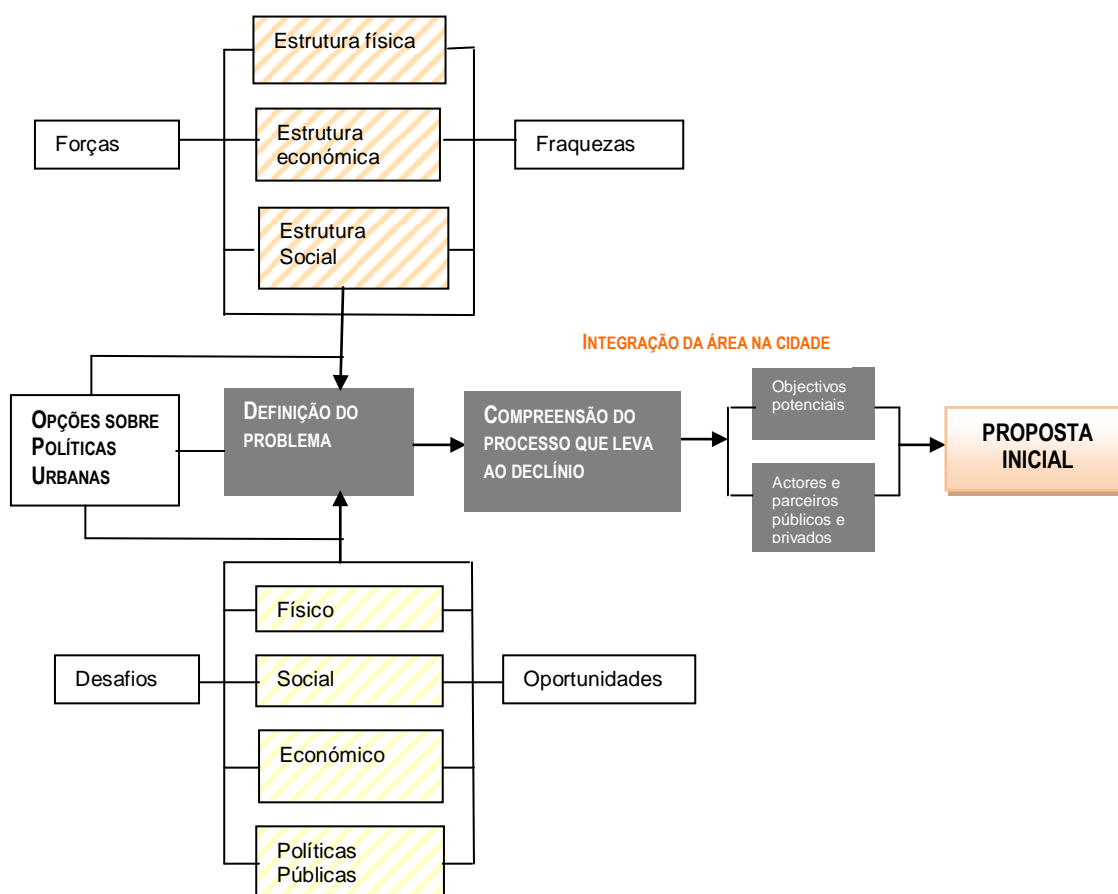 Estrutura física
Forças
Estrutura
económica
Fraquezas
Estrutura
Social
INTEGRAÇÃO DA ÁREA NA CIDADE
OPÇÕES SOBRE
POLÍTICAS
URBANAS
DEFINIÇÃO DO
PROBLEMA
COMPREENSÃO DO
PROCESSO QUE LEVA
AO DECLÍNIO
Objectivos
potenciais
Actores e
parceiros
públicos e
privados
PROPOSTA
INICIAL
Físico
Desafios
Social
Oportunidades
Económico
Políticas
Públicas